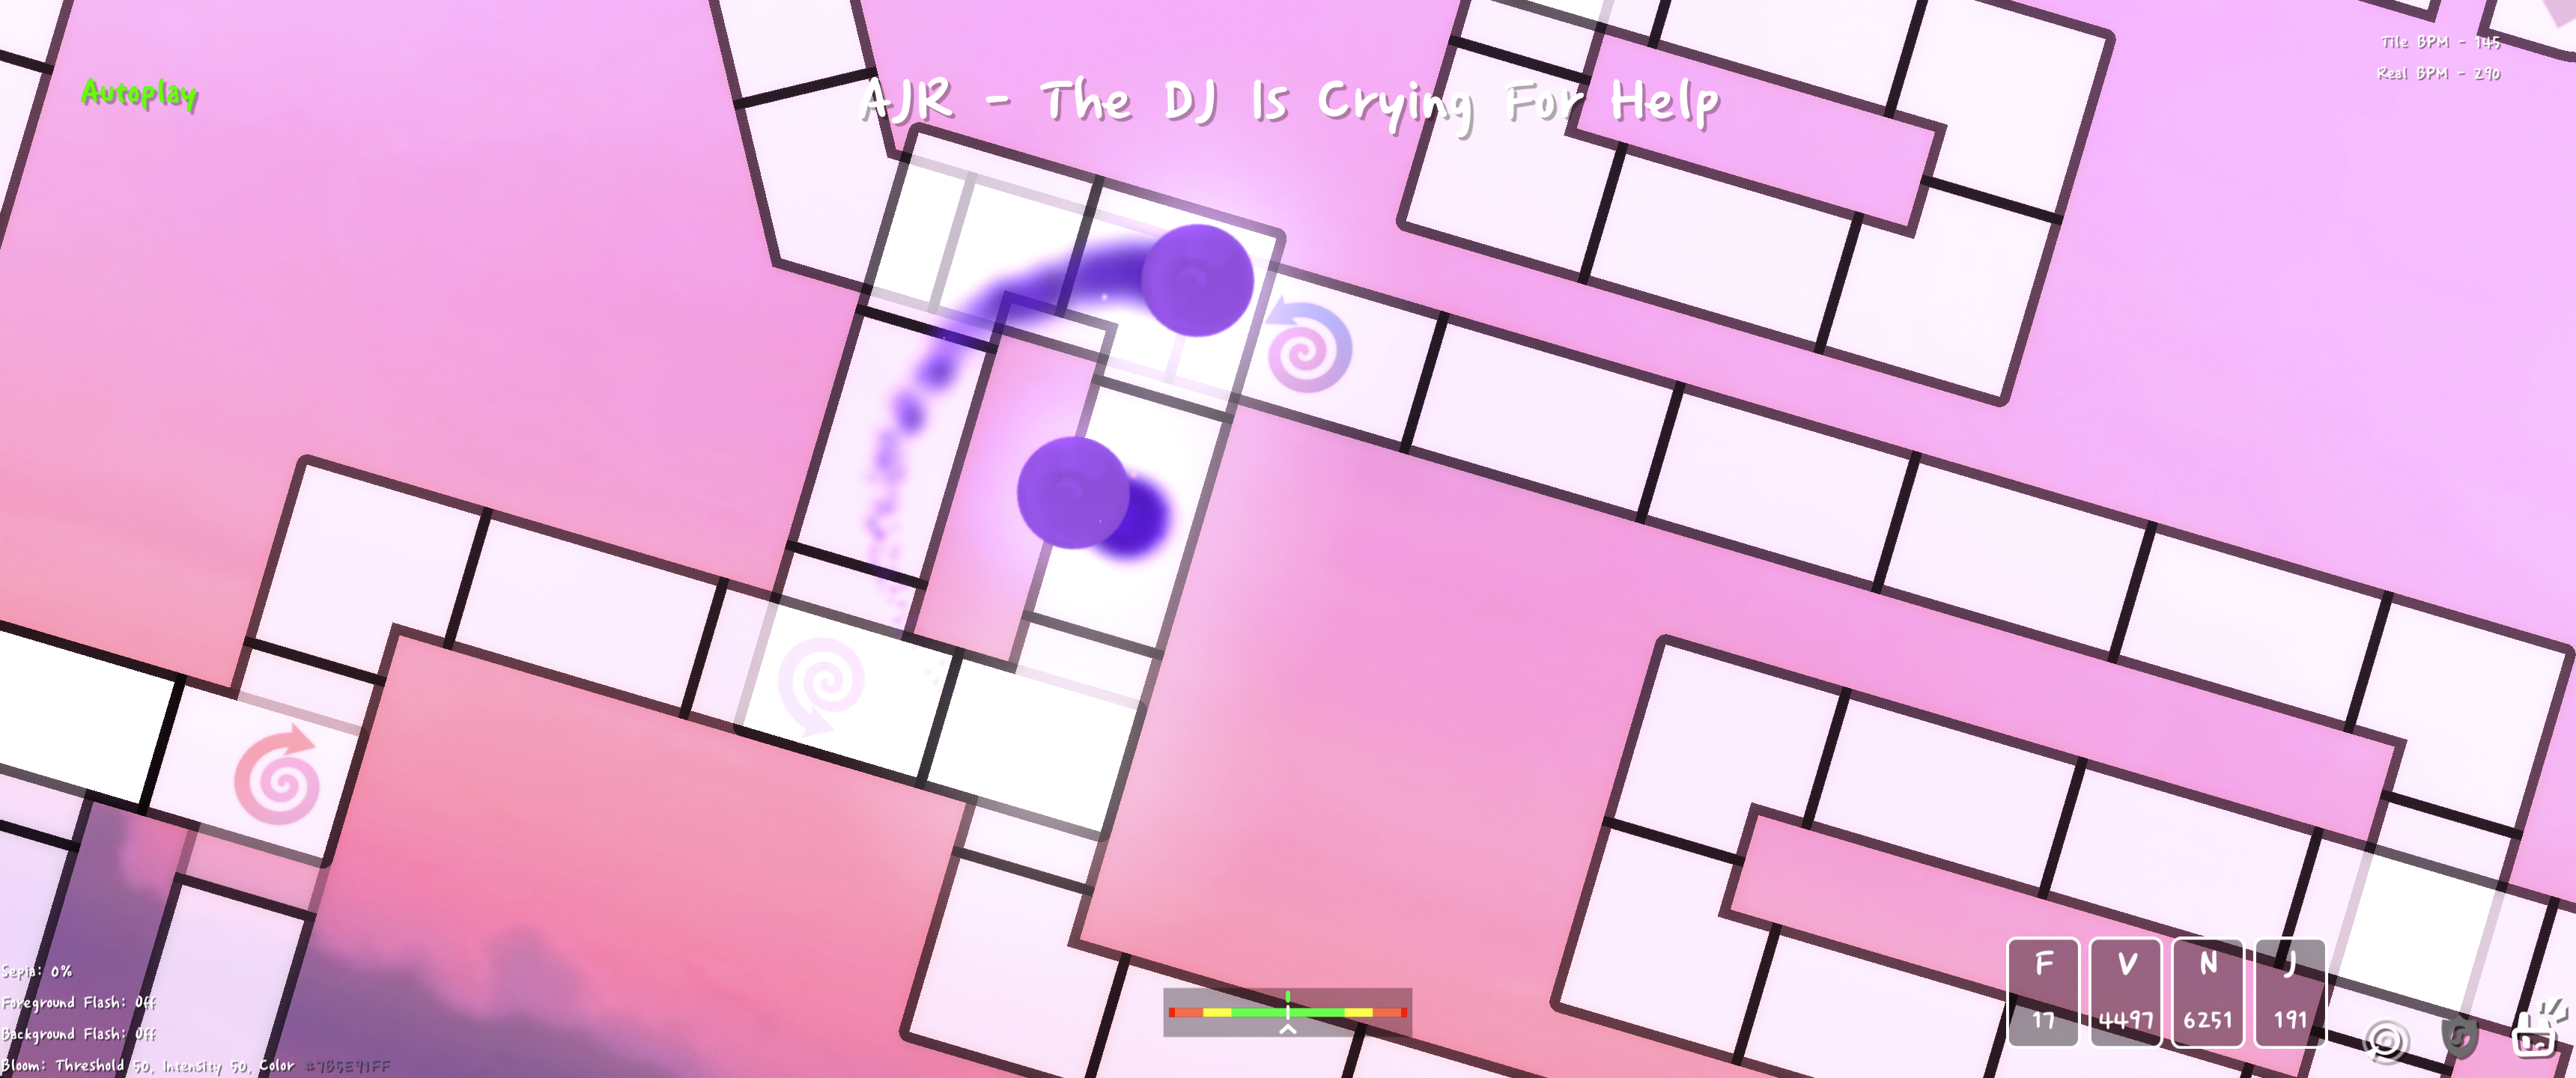 Tile BPM - 145
Real BPM - 290
Autoplay
AJR - The DJ Is Crying For Help
F
V
N
J
17
4497
6251
191
Sepia: 0%
Foreground Flash: Off
Background Flash: Off
Bloom: Threshold 50, Intensity 50, Color #7B5E91FF